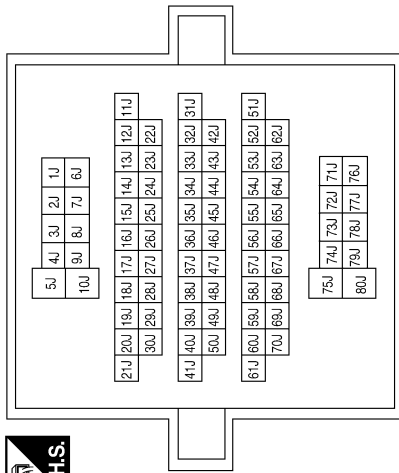 H.S.
5J 4J 3J 2J 1J
10J 9J 8J 7J 6J
21J 20J 19J 18J 17J 16J 15J 14J 13J 12J 11J
30J 29J 28J 27J 26J 25J 24J 23J 22J
41J 40J 39J 38J 37J 36J 35J 34J 33J 32J 31J
50J 49J 48J 47J 46J 45J 44J 43J 42J
61J 60J 59J 58J 57J 56J 55J 54J 53J 52J 51J
70J 69J 68J 67J 66J 65J 64J 63J 62J
75J 74J 73J 72J 71J
80J 79J 78J 77J 76J